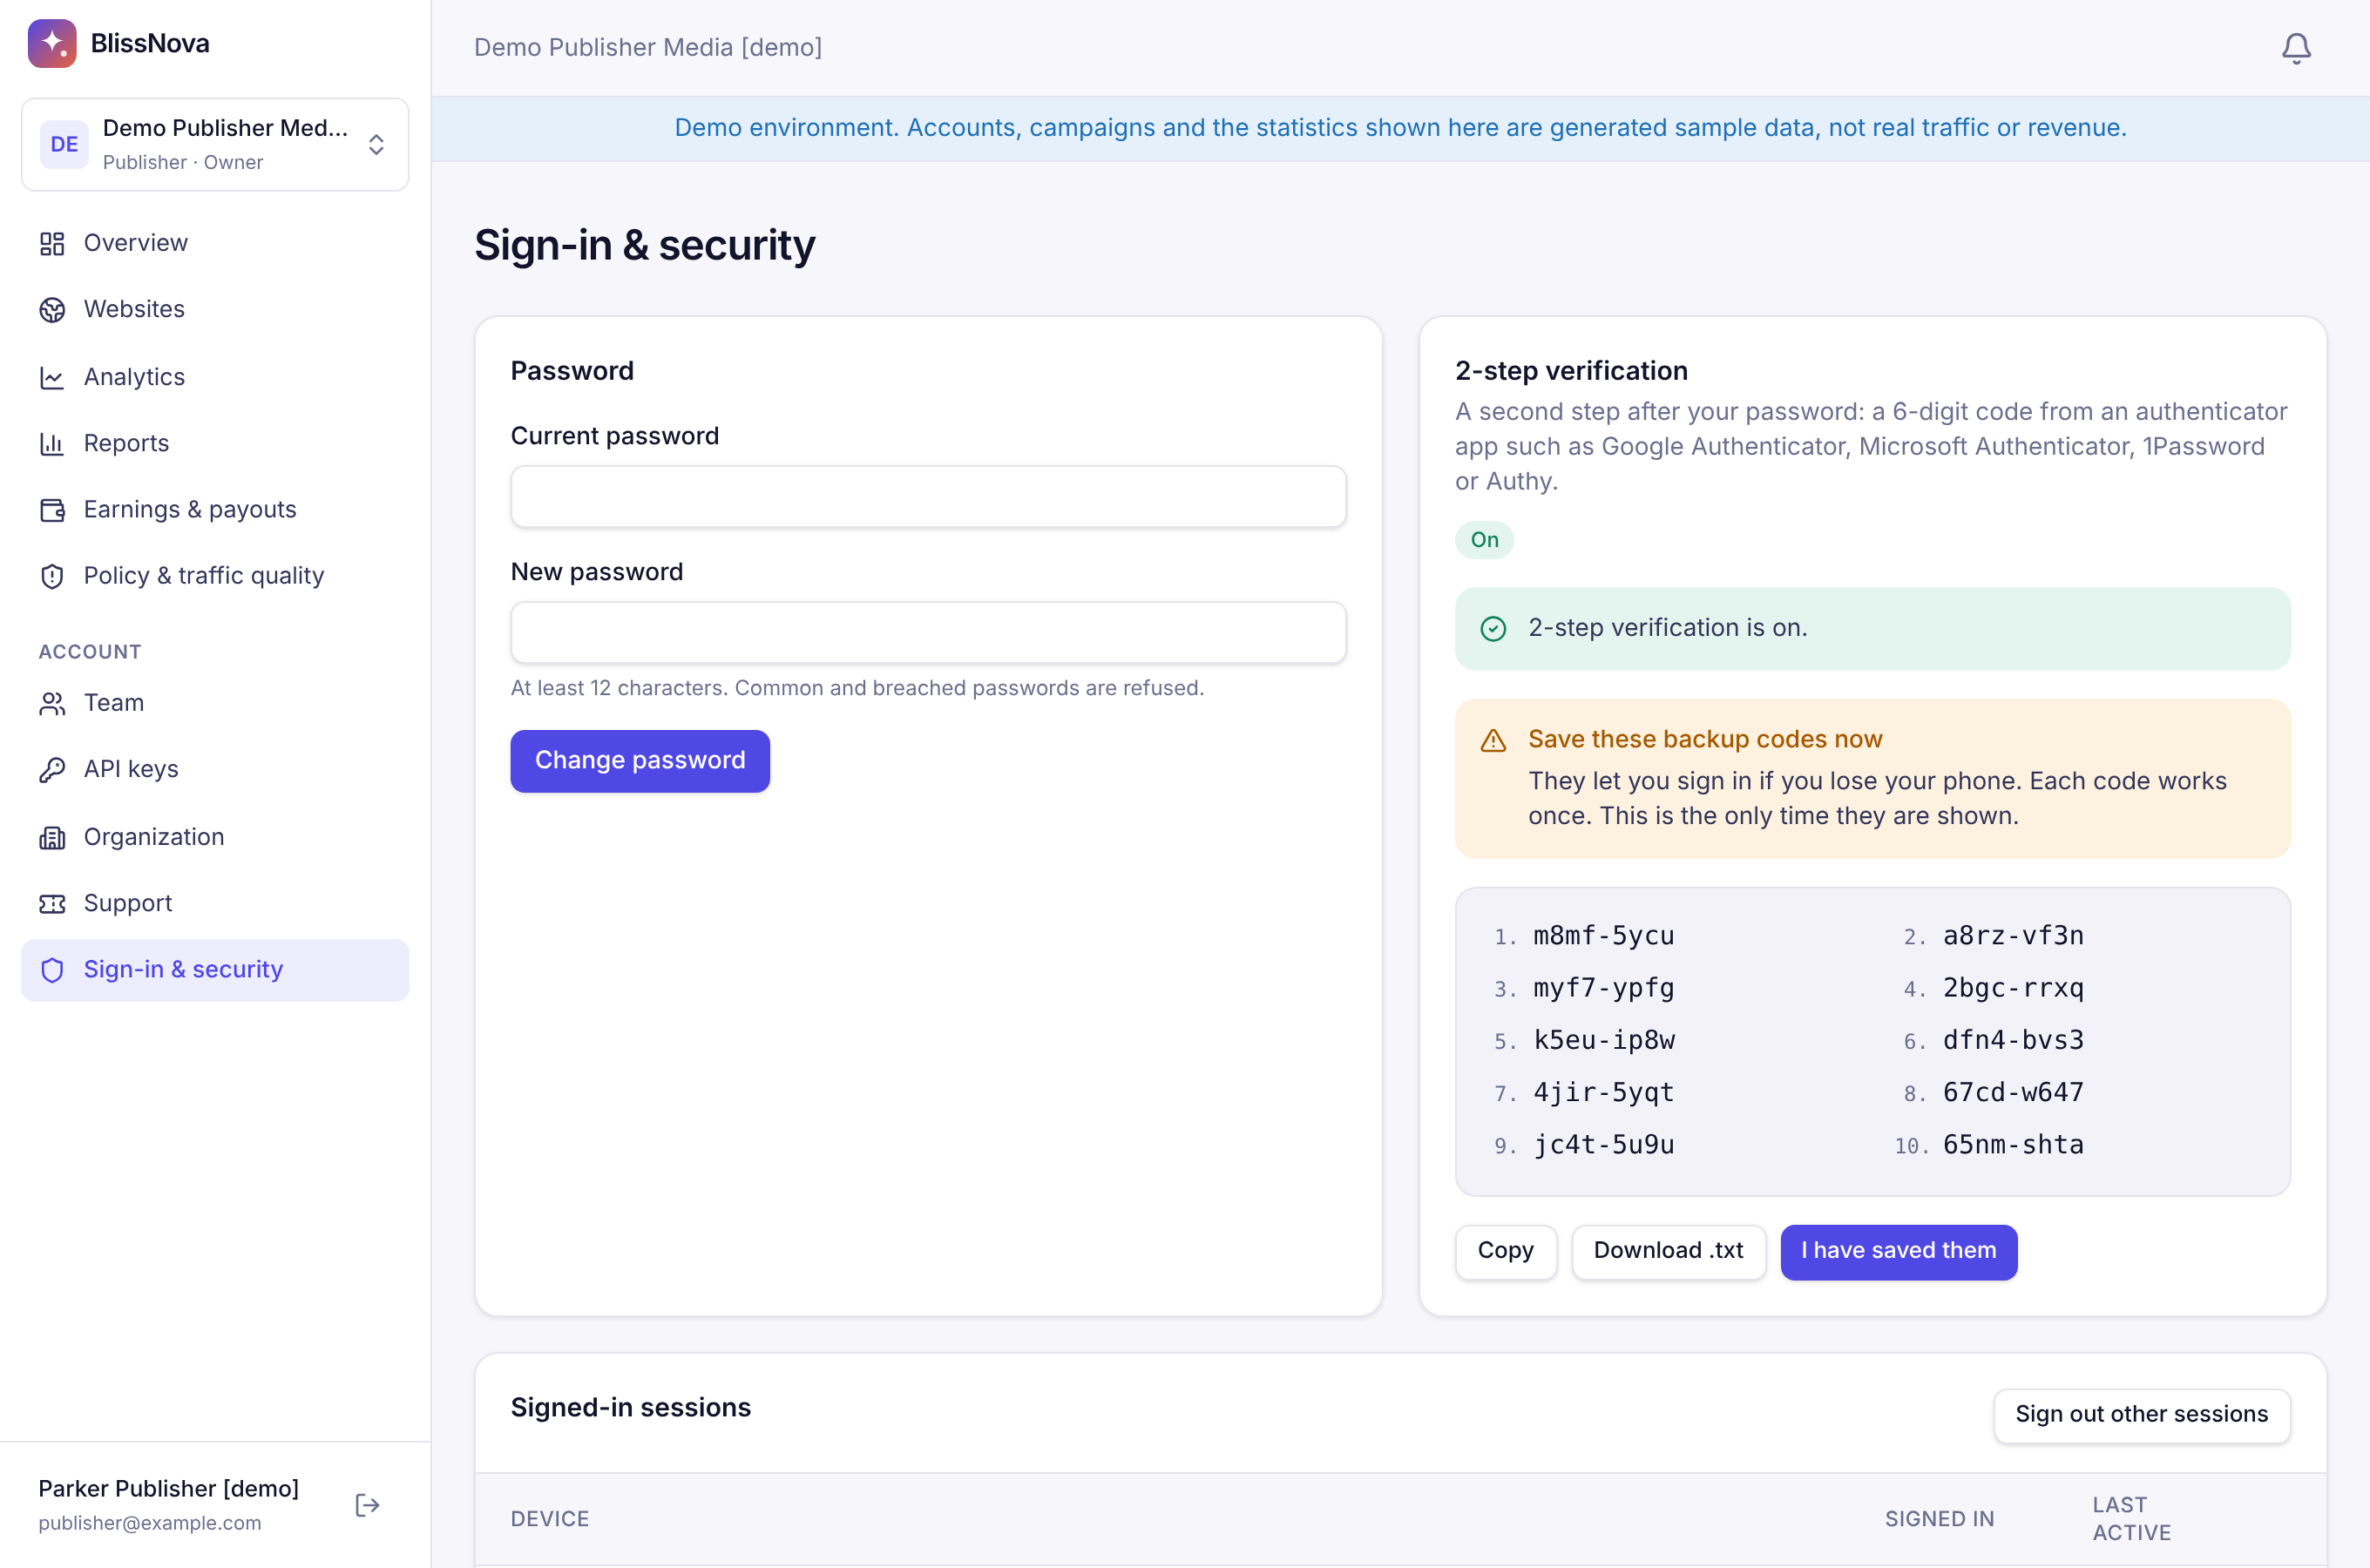 BlissNova
DE
Demo Publisher Med...
Publisher · Owner
Overview
Websites
Analytics
Reports
Earnings & payouts
Policy & traffic quality
ACCOUNT
Team
API keys
Organization
Support
Sign-in & security
Parker Publisher [demo]
publisher@example.com
Demo Publisher Media [demo]
Demo environment. Accounts, campaigns and the statistics shown here are generated sample data, not real traffic or revenue.
Sign-in & security
Password
Current password
New password
At least 12 characters. Common and breached passwords are refused.
Change password
2-step verification
A second step after your password: a 6-digit code from an authenticator
app such as Google Authenticator, Microsoft Authenticator, 1Password
or Authy.
On
2-step verification is on.
Save these backup codes now
They let you sign in if you lose your phone. Each code works
once. This is the only time they are shown.
1. m8mf-5ycu 2. a8rz-vf3n
3. myf7-ypfg 4. 2bgc-rrxq
5. k5eu-ip8w 6. dfn4-bvs3
7. 4jir-5yqt 8. 67cd-w647
9. jc4t-5u9u 10. 65nm-shta
Copy Download .txt I have saved them
Signed-in sessions
Sign out other sessions
DEVICE SIGNED IN LAST
ACTIVE